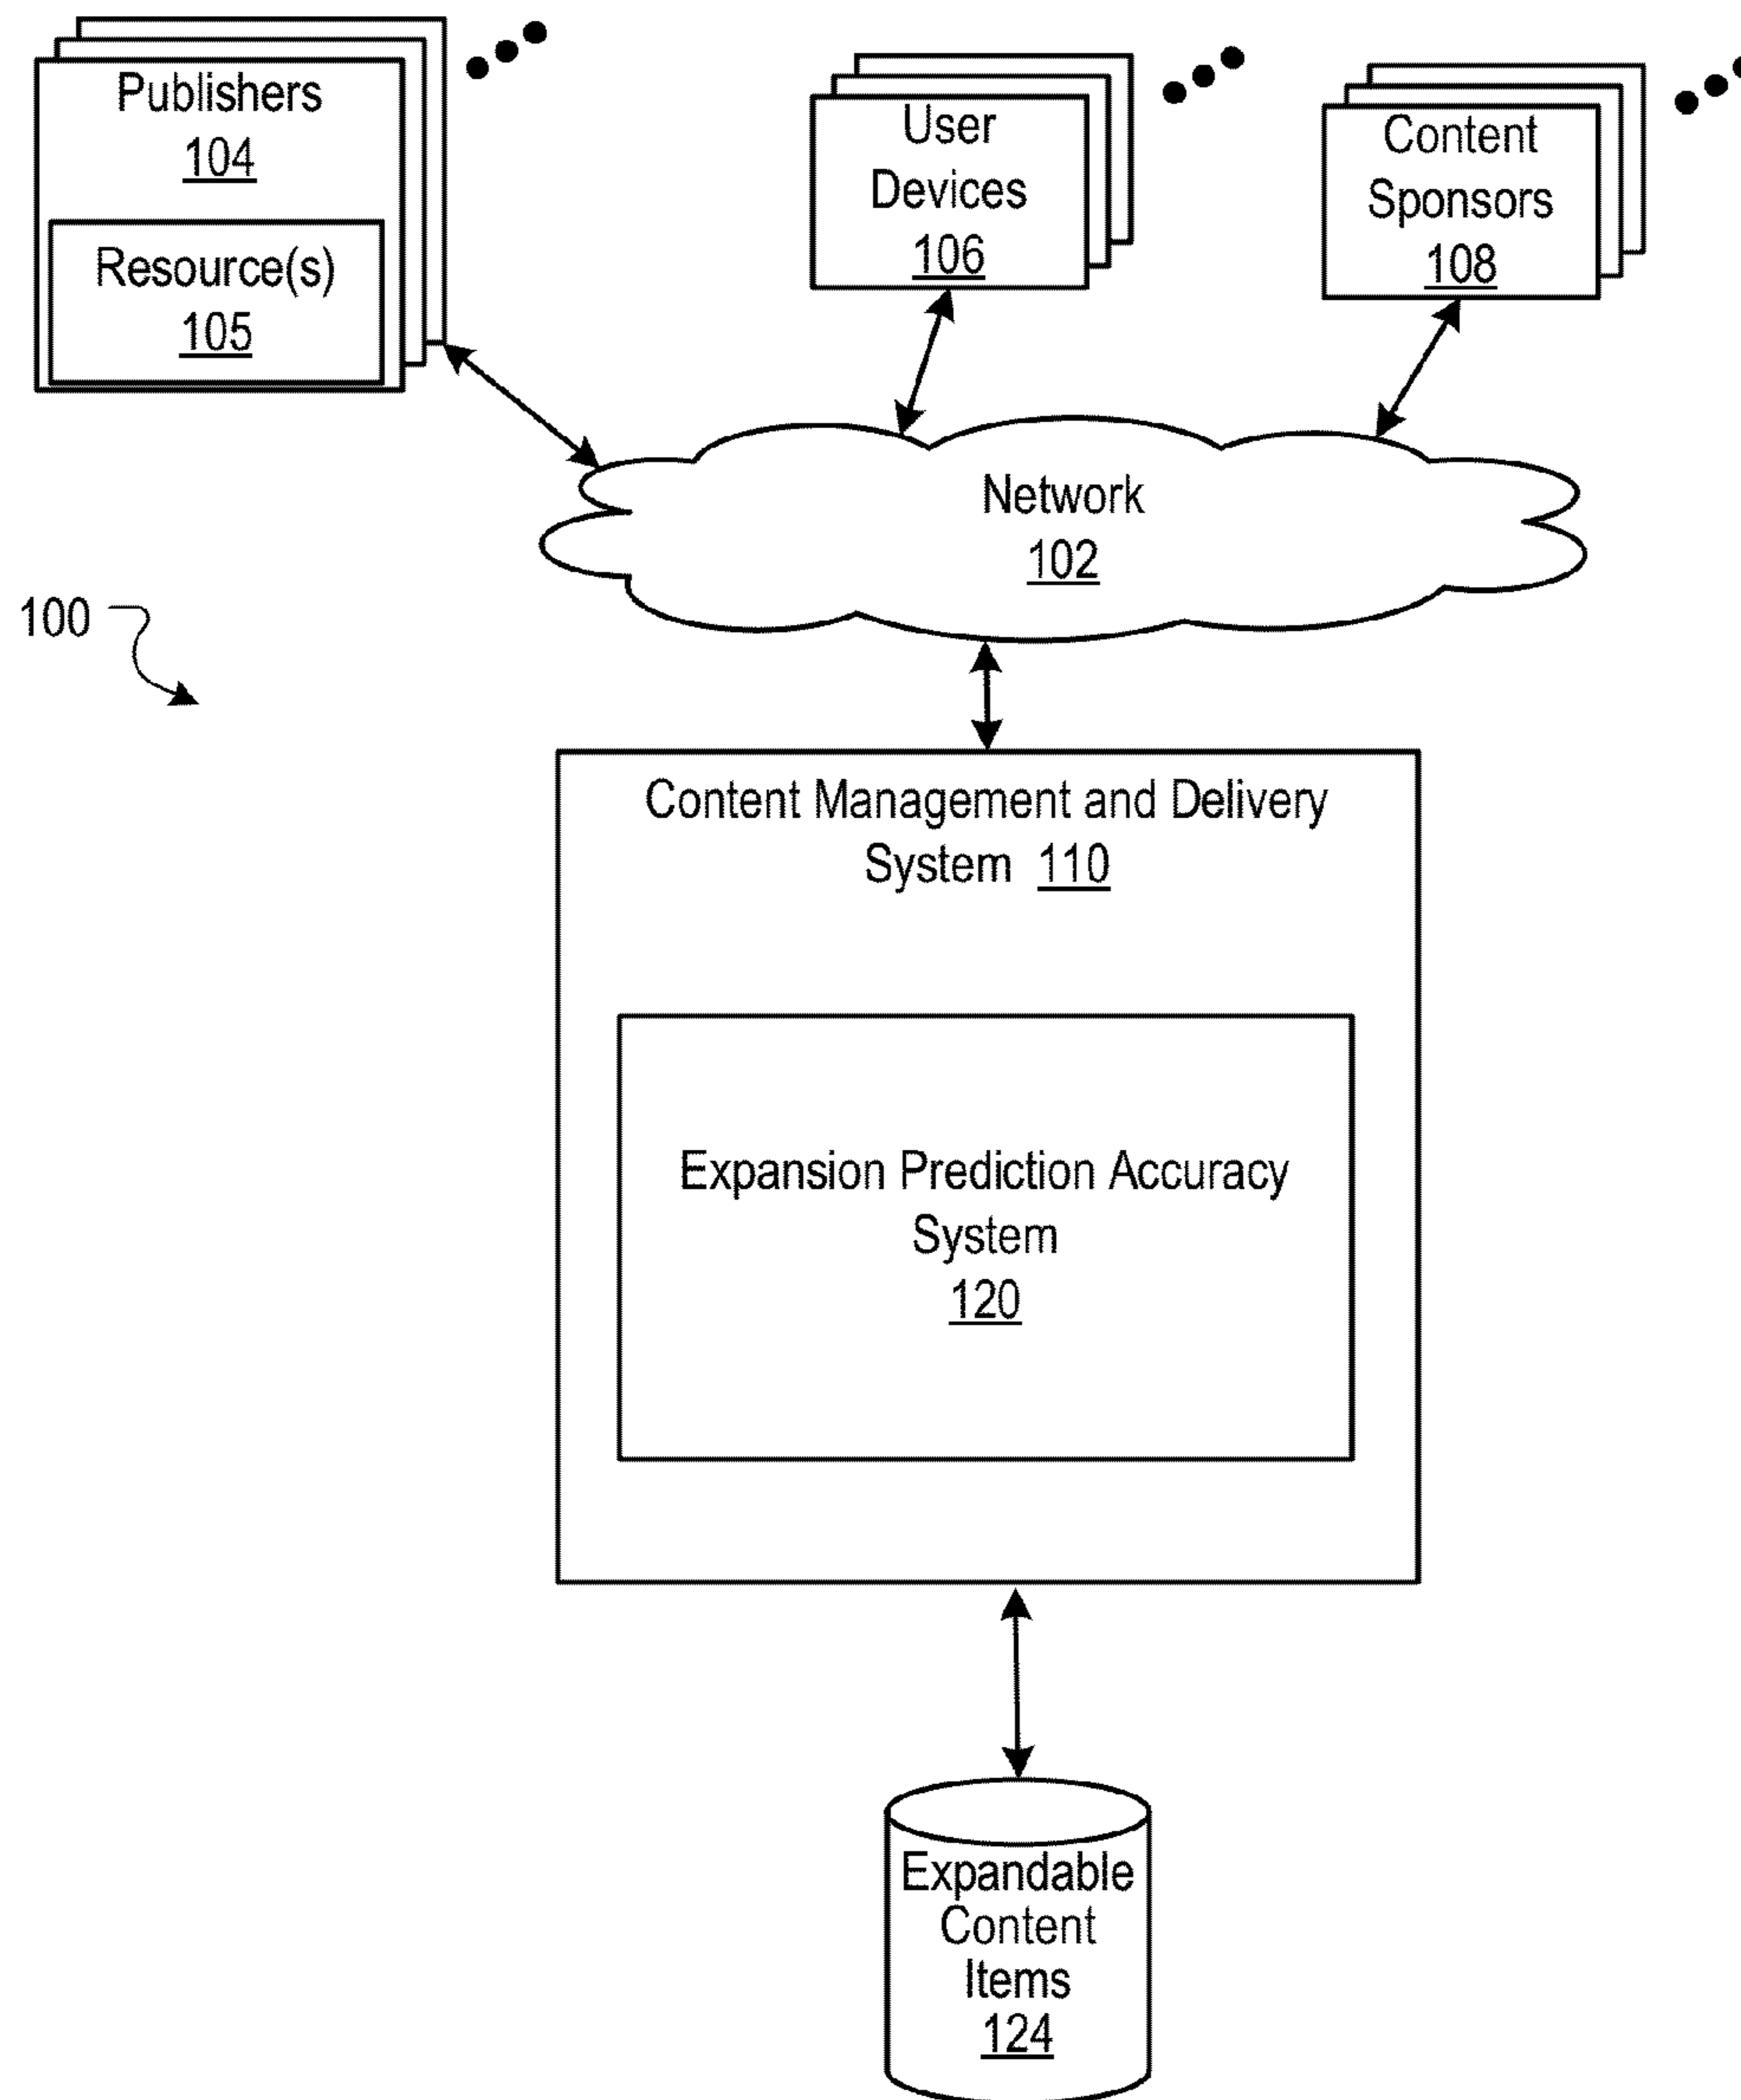 Publishers
104
Resource(s)
105
User
Devices
106
Content
Sponsors
108
Network
102
100
Content Management and Delivery
System 110
Expansion Prediction Accuracy
System
120
Expandable
Content
Items
124